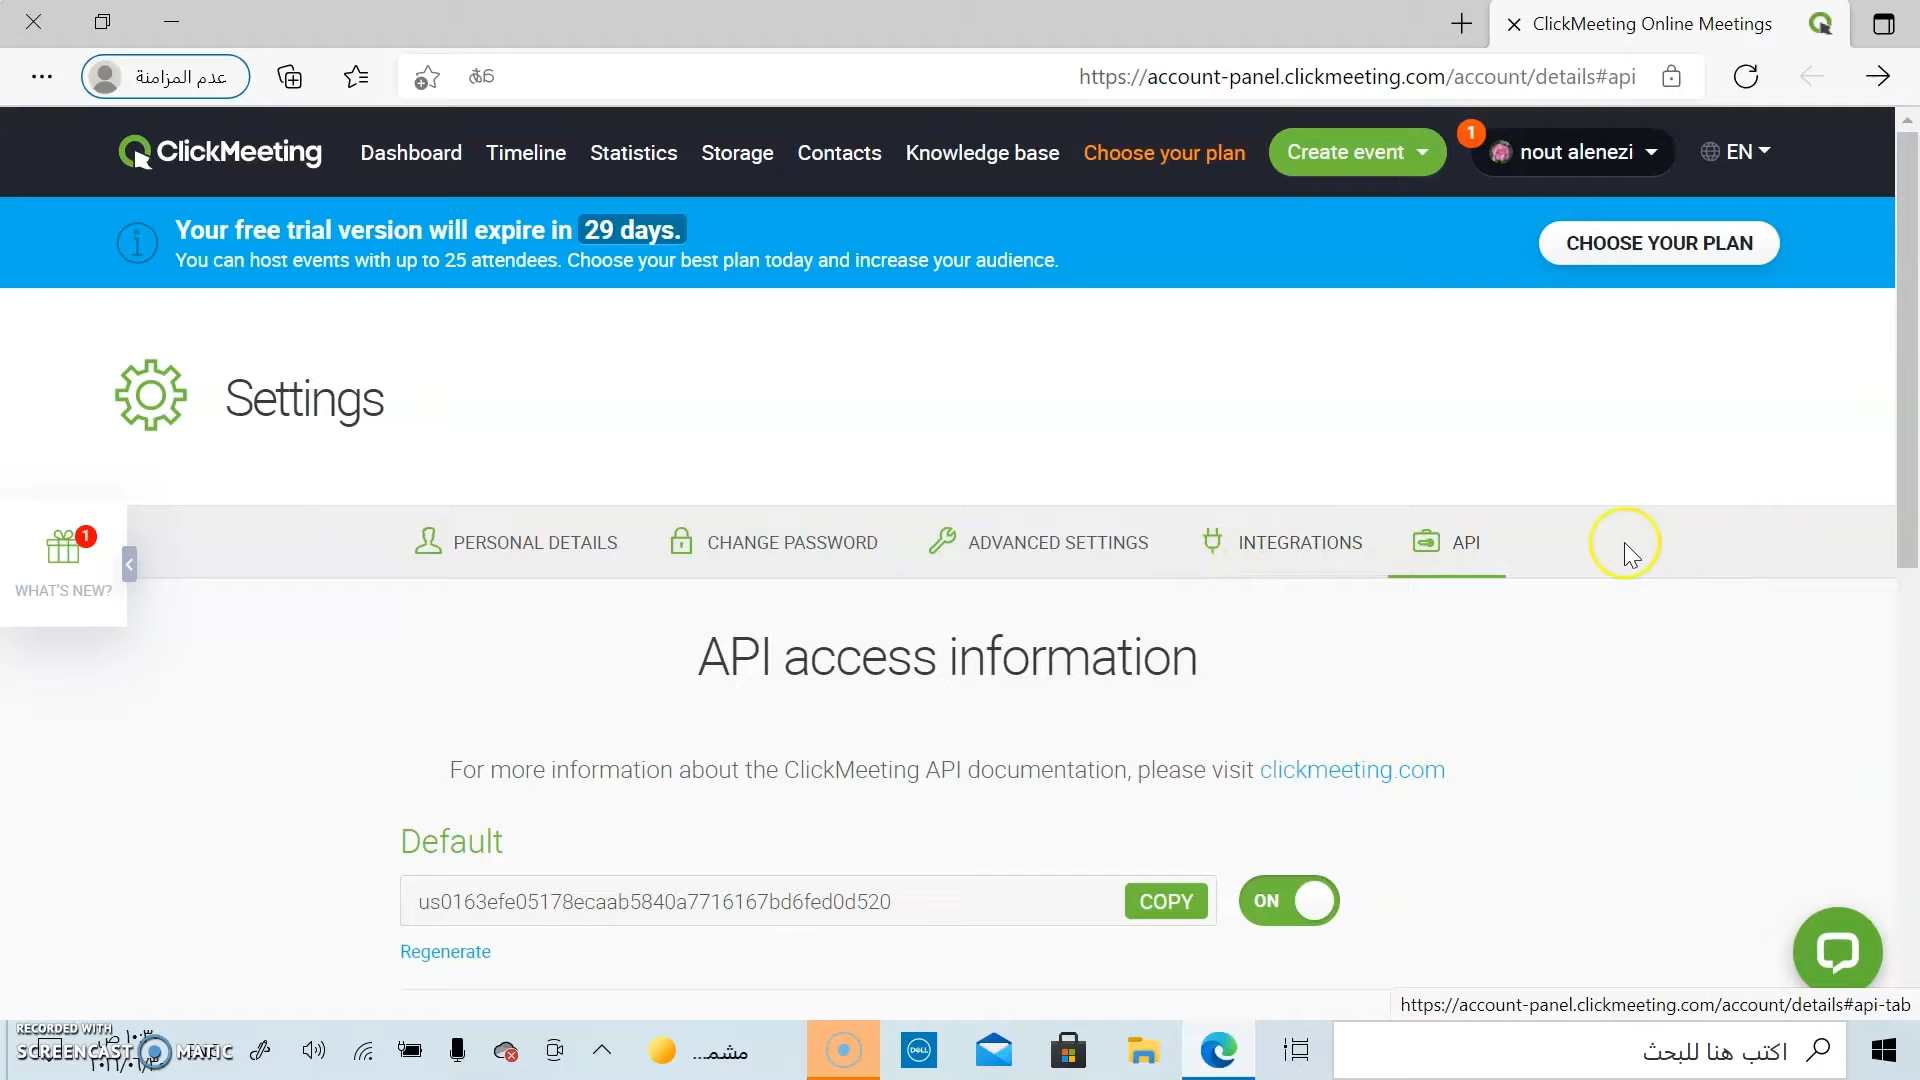 ClickMeeting Online Meetings
عدم المزامنة
https://account-panel.clickmeeting.com/account/details#api
ClickMeeting
Dashboard
Timeline
Statistics
Storage
Contacts
Knowledge base
Choose your plan
Create event
1
nout alenezi
EN
Your free trial version will expire in 29 days.
You can host events with up to 25 attendees. Choose your best plan today and increase your audience.
CHOOSE YOUR PLAN
Settings
1
WHAT'S NEW?
PERSONAL DETAILS
CHANGE PASSWORD
ADVANCED SETTINGS
INTEGRATIONS
API
API access information
For more information about the ClickMeeting API documentation, please visit clickmeeting.com
Default
us0163efe05178ecaab5840a7716167bd6fed0d520
COPY
ON
Regenerate
https://account-panel.clickmeeting.com/account/details#api-tab
RECORDED WITH
SCREENCAST MATIC
مشمـ...
DELL
اكتب هنا للبحث